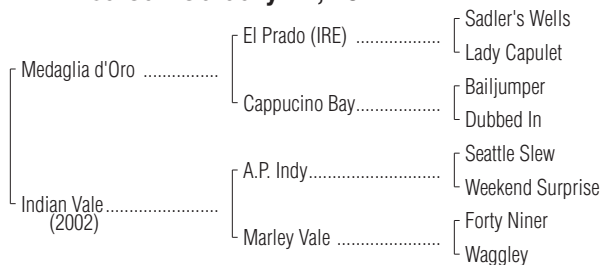 Sadler's Wells
El Prado (IRE) ...................
Lady Capulet
Medaglia d'Oro ................
Bailjumper
Cappucino Bay...................
Dubbed In
Seattle Slew
A.P. Indy.............................
Weekend Surprise
Indian Vale........................
(2002)
Forty Niner
Marley Vale .......................
Waggley